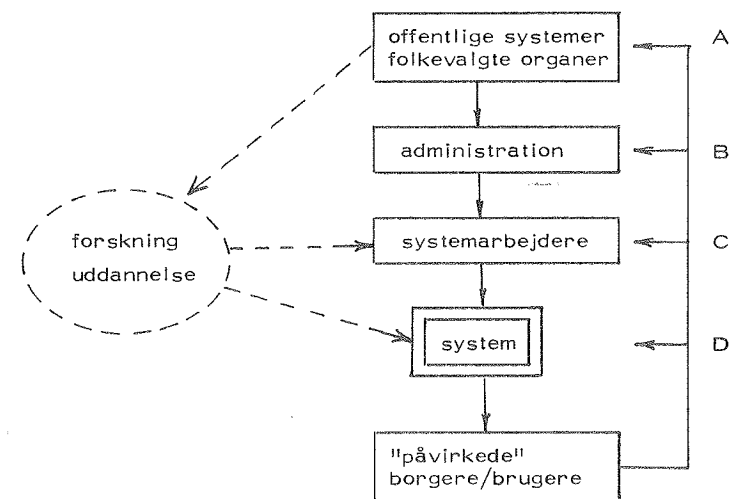 offentlige systemer
folkevalgte organer
A
administration
B
forskning
uddannelse
systemarbejdere
C
system
D
"påvirkede"
borgere/brugere